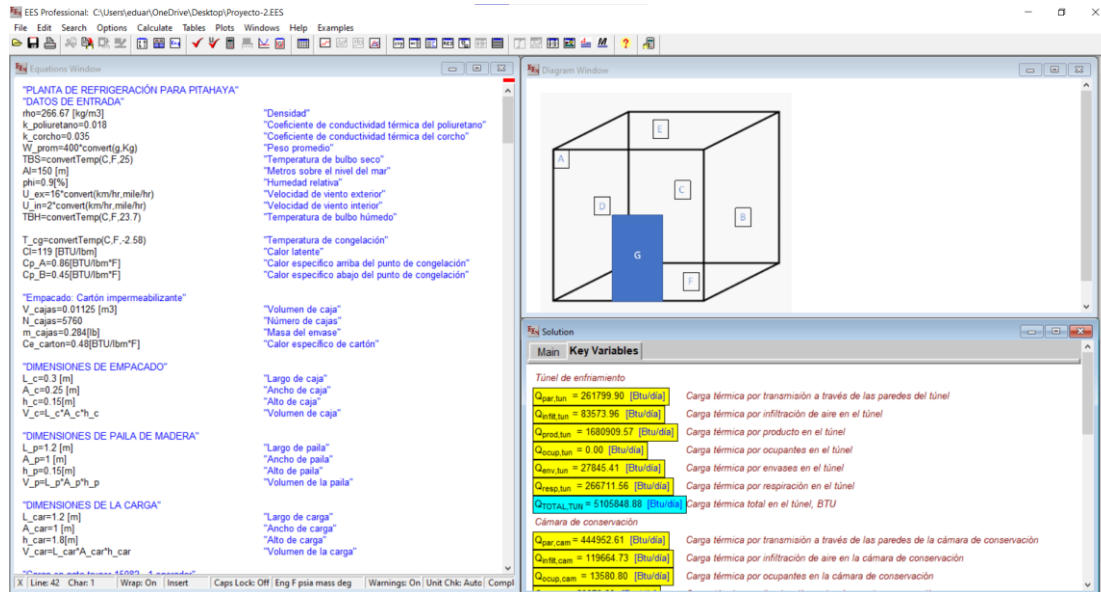 EES Professional: C:\Users\eduar\OneDrive\Desktop\Proyecto-2.EES
File Edit Search Options Calculate Tables Plots Windows Help Examples
Equations Window
"PLANTA DE REFRIGERACIÓN PARA PITAHAYA"
"DATOS DE ENTRADA"
rho=266.67 [kg/m3] "Densidad"
k_poliuretano=0.018 "Coeficiente de conductividad térmica del poliuretano"
k_corcho=0.035 "Coeficiente de conductividad térmica del corcho"
W_prom=400*convert(g,Kg) "Peso promedio"
TBS=convertTemp(C,F,25) "Temperatura de bulbo seco"
Al=150 [m] "Metros sobre el nivel del mar"
phi=0.9[%] "Humedad relativa"
U_ex=16*convert(km/hr,mile/hr) "Velocidad de viento exterior"
U_in=2*convert(km/hr,mile/hr) "Velocidad de viento interior"
TBH=convertTemp(C,F,23.7) "Temperatura de bulbo húmedo"
T_cg=convertTemp(C,F,-2.58) "Temperatura de congelación"
Cl=119 [BTU/lbm] "Calor latente"
Cp_A=0.86[BTU/lbm*F] "Calor especifico arriba del punto de congelación"
Cp_B=0.45[BTU/lbm*F] "Calor especifico abajo del punto de congelación"
"Empacado: Cartón impermeabilizante"
V_cajas=0.01125 [m3] "Volumen de caja"
N_cajas=5760 "Número de cajas"
m_cajas=0.284[lb] "Masa del envase"
Ce_carton=0.48[BTU/lbm*F] "Calor específico de cartón"
"DIMENSIONES DE EMPACADO"
L_c=0.3 [m] "Largo de caja"
A_c=0.25 [m] "Ancho de caja"
h_c=0.15[m] "Alto de caja"
V_c=L_c*A_c*h_c "Volumen de caja"
"DIMENSIONES DE PAILA DE MADERA"
L_p=1.2 [m] "Largo de paila"
A_p=1 [m] "Ancho de paila"
h_p=0.15[m] "Alto de paila"
V_p=L_p*A_p*h_p "Volumen de la paila"
"DIMENSIONES DE LA CARGA"
L_car=1.2 [m] "Largo de carga"
A_car=1 [m] "Ancho de carga"
h_car=1.8[m] "Alto de carga"
V_car=L_car*A_car*h_car "Volumen de la carga"
X Line: 42 Char: 1 Wrap: On Insert Caps Lock: Off Eng F psia mass deg Warnings: On Unit Chk: Auto Compl
Diagram Window
E
A
C
D
B
G
F
Solution
Main Key Variables
Túnel de enfriamiento
Qpar,tun = 261799.90 [Btu/día] Carga térmica por transmisión a través de las paredes del túnel
Qinfilt,tun = 83573.96 [Btu/día] Carga térmica por infiltración de aire en el túnel
Qprod,tun = 1680909.57 [Btu/día] Carga térmica por producto en el túnel
Qocup,tun = 0.00 [Btu/día] Carga térmica por ocupantes en el túnel
Qenv,tun = 27845.41 [Btu/día] Carga térmica por envases en el túnel
Qresp,tun = 266711.56 [Btu/día] Carga térmica por respiración en el túnel
QTOTAL,TUN = 5105848.88 [Btu/día] Carga térmica total en el túnel, BTU
Cámara de conservación
Qpar,cam = 444952.61 [Btu/día] Carga térmica por transmisión a través de las paredes de la cámara de conservación
Qinfilt,cam = 119664.73 [Btu/día] Carga térmica por infiltración de aire en la cámara de conservación
Qocup,cam = 13580.80 [Btu/día] Carga térmica por ocupantes en la cámara de conservación